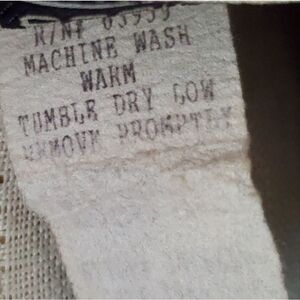 MACHINE WASH
WARM
TUMBLE DRY LOW
REMOVE PROMPTLY